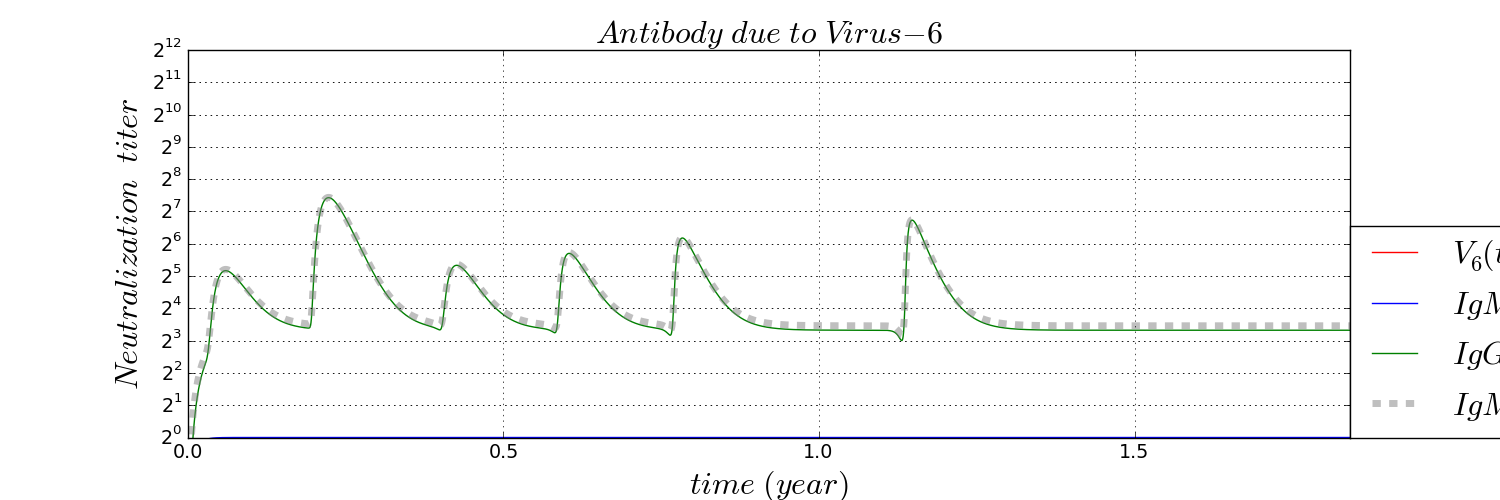 Antibody due to Virus−6
2^12
2^11
2^10
2^9
2^8
2^7
2^6
2^5
2^4
2^3
2^2
2^1
2^0
Neutralization titer
0.0 0.5 1.0 1.5
time (year)
V_6(t
IgM
IgG
IgM